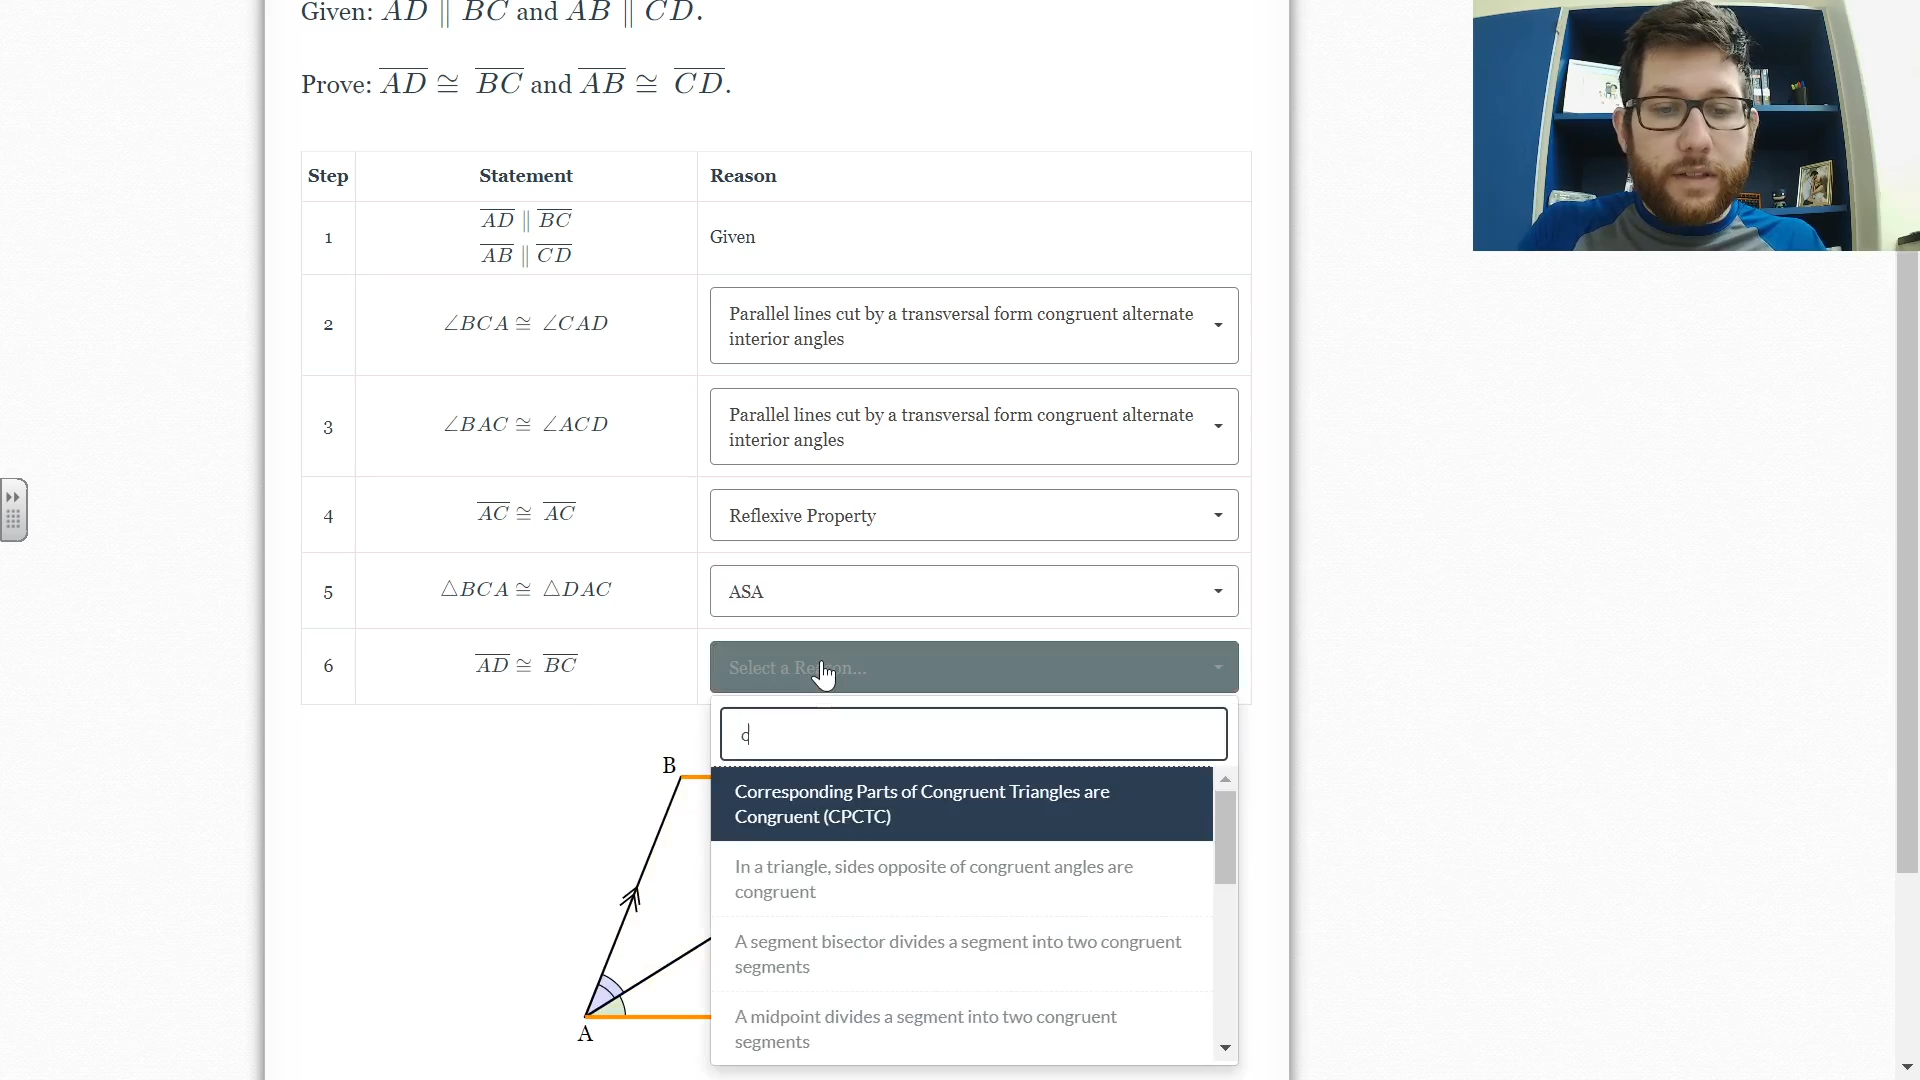 Given: AD ∥ BC and AB ∥ CD.
Prove: AD ≅ BC and AB ≅ CD.
Step Statement Reason
1 AD ∥ BC
AB ∥ CD
Given
2 ∠BCA ≅ ∠CAD
Parallel lines cut by a transversal form congruent alternate
interior angles
3 ∠BAC ≅ ∠ACD
Parallel lines cut by a transversal form congruent alternate
interior angles
4 AC ≅ AC
Reflexive Property
5 △BCA ≅ △DAC
ASA
6 AD ≅ BC
Select a Reason...
c
Corresponding Parts of Congruent Triangles are
Congruent (CPCTC)
In a triangle, sides opposite of congruent angles are
congruent
A segment bisector divides a segment into two congruent
segments
A midpoint divides a segment into two congruent
segments
B
A